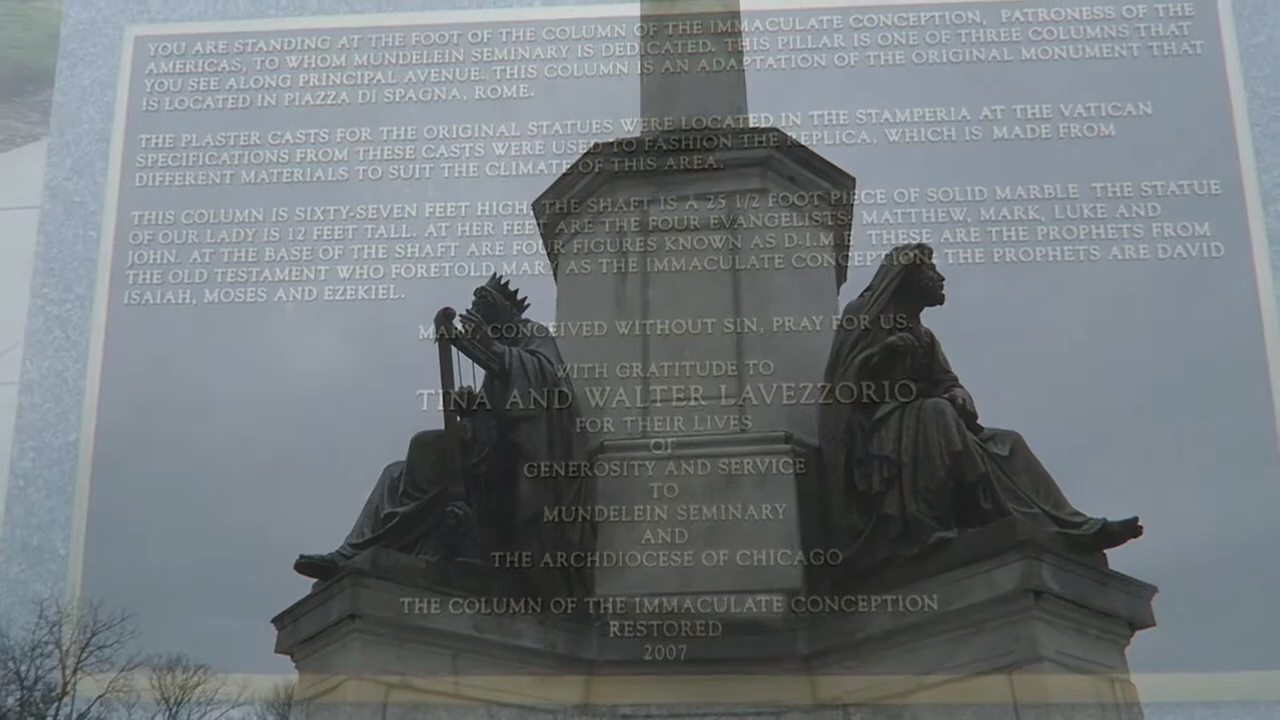 YOU ARE STANDING AT THE FOOT OF THE COLUMN OF THE IMMACULATE CONCEPTION, PATRONESS OF THE
AMERICAS, TO WHOM MUNDELEIN SEMINARY IS DEDICATED. THIS PILLAR IS ONE OF THREE COLUMNS THAT
YOU SEE ALONG PRINCIPAL AVENUE. THIS COLUMN IS AN ADAPTATION OF THE ORIGINAL MONUMENT THAT
IS LOCATED IN PIAZZA DI SPAGNA, ROME.
THE PLASTER CASTS FOR THE ORIGINAL STATUES WERE LOCATED IN THE STAMPERIA AT THE VATICAN
SPECIFICATIONS FROM THESE CASTS WERE USED TO FASHION THE REPLICA, WHICH IS MADE FROM
DIFFERENT MATERIALS TO SUIT THE CLIMATE OF THIS AREA.
THIS COLUMN IS SIXTY-SEVEN FEET HIGH. THE SHAFT IS A 25 1/2 FOOT PIECE OF SOLID MARBLE THE STATUE
OF OUR LADY IS 12 FEET TALL. AT HER FEET ARE THE FOUR EVANGELISTS, MATTHEW, MARK, LUKE AND
JOHN. AT THE BASE OF THE SHAFT ARE FOUR FIGURES KNOWN AS D.I.M.E THESE ARE THE PROPHETS FROM
THE OLD TESTAMENT WHO FORETOLD MARY AS THE IMMACULATE CONCEPTION. THE PROPHETS ARE DAVID
ISAIAH, MOSES AND EZEKIEL.
MARY, CONCEIVED WITHOUT SIN, PRAY FOR US.
WITH GRATITUDE TO
TINA AND WALTER LAVEZZORIO
FOR THEIR LIVES
OF
GENEROSITY AND SERVICE
TO
MUNDELEIN SEMINARY
AND
THE ARCHDIOCESE OF CHICAGO
THE COLUMN OF THE IMMACULATE CONCEPTION
RESTORED
2007